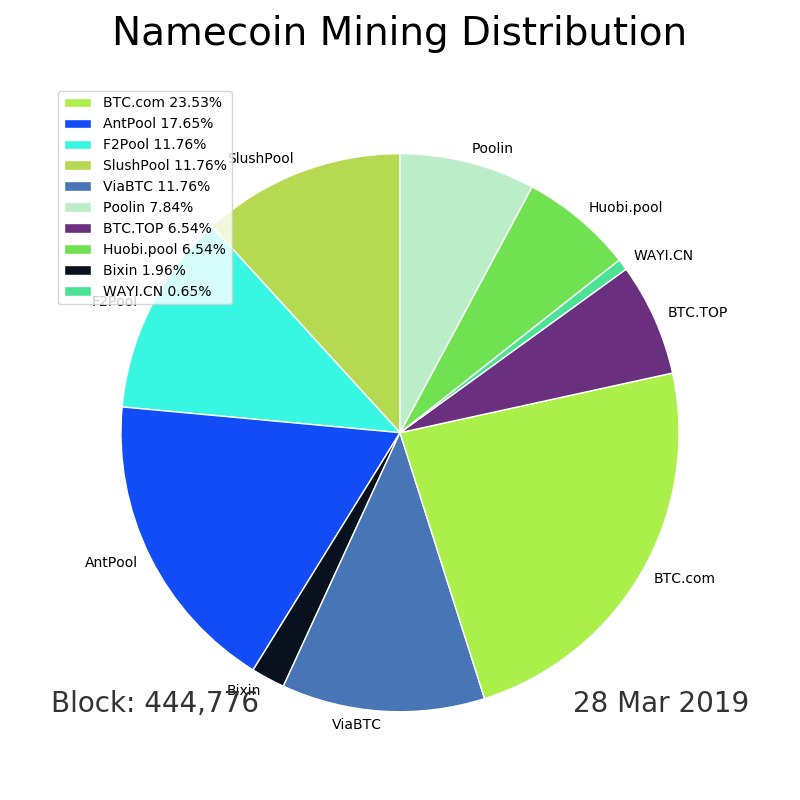 Namecoin Mining Distribution
BTC.com 23.53%
AntPool 17.65%
F2Pool 11.76%
SlushPool 11.76%
ViaBTC 11.76%
Poolin 7.84%
BTC.TOP 6.54%
Huobi.pool 6.54%
Bixin 1.96%
WAYI.CN 0.65%
Poolin
SlushPool
Huobi.pool
WAYI.CN
F2Pool
BTC.TOP
AntPool
BTC.com
Bixin
ViaBTC
Block: 444,776
28 Mar 2019